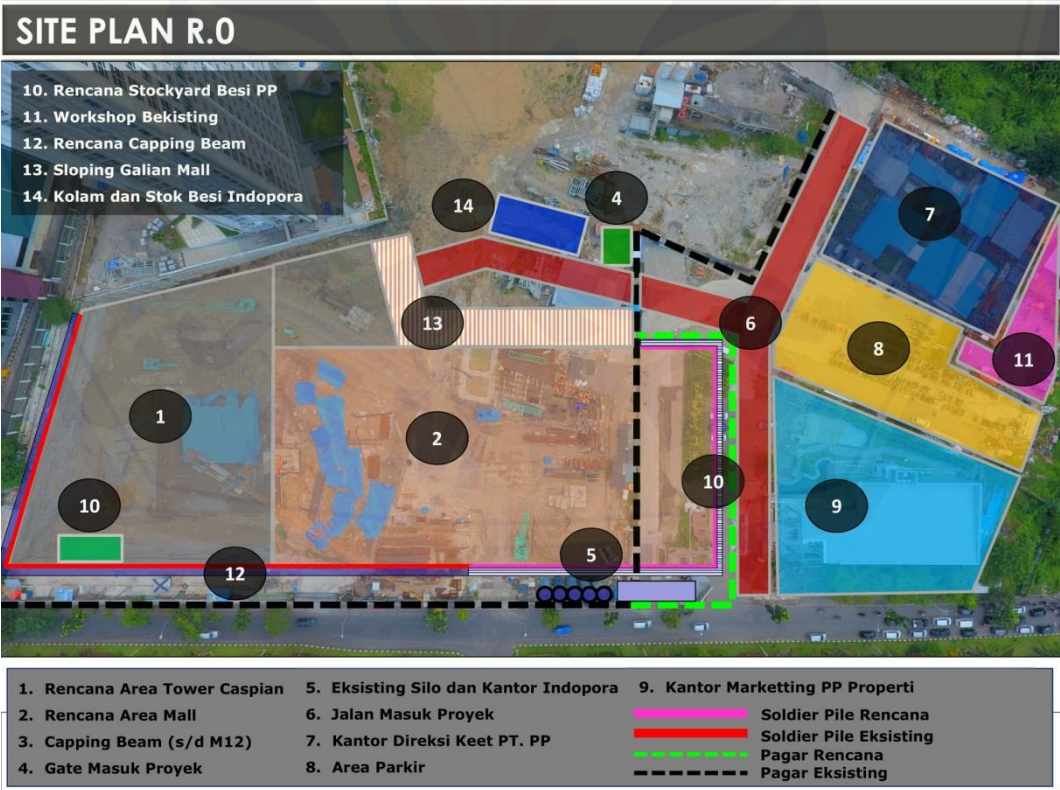 SITE PLAN R.0
10. Rencana Stockyard Besi PP
11. Workshop Bekisting
12. Rencana Capping Beam
13. Sloping Galian Mall
14. Kolam dan Stok Besi Indopora
4
14
7
13
6
8
11
1
2
10
10
9
5
12
1. Rencana Area Tower Caspian
2. Rencana Area Mall
3. Capping Beam (s/d M12)
4. Gate Masuk Proyek
5. Eksisting Silo dan Kantor Indopora
6. Jalan Masuk Proyek
7. Kantor Direksi Keet PT. PP
8. Area Parkir
9. Kantor Marketting PP Properti
Soldier Pile Rencana
Soldier Pile Eksisting
Pagar Rencana
Pagar Eksisting